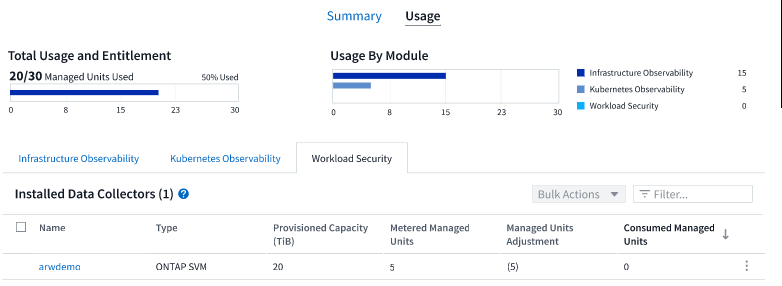 Summary Usage
Total Usage and Entitlement
20/30 Managed Units Used 50% Used
0 8 15 23 30
Usage By Module
0 8 15 23 30
Infrastructure Observability 15
Kubernetes Observability 5
Workload Security 0
Infrastructure Observability Kubernetes Observability Workload Security
Installed Data Collectors (1) ? Bulk Actions Filter...
Name Type Provisioned Capacity Metered Managed Managed Units Consumed Managed
(TiB) Units Adjustment Units
arwdemo ONTAP SVM 20 5 (5) 0